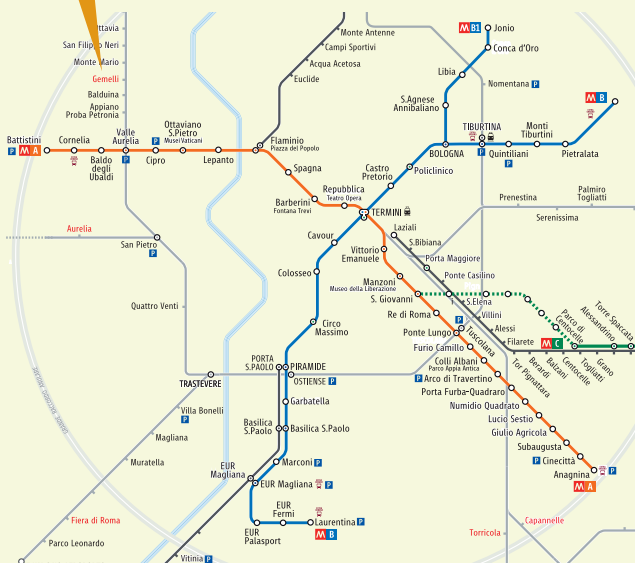 ttavia
San Filippo Neri
Monte Mario
Gemelli
Balduina
Appiano
Proba Petronia
Monte Antenne
Campi Sportivi
Acqua Acetosa
Euclide
M B1
Jonio
Conca d'Oro
Libia
Nomentana P
M B
S.Agnese
Annibaliano
TIBURTINA
Monti
Tiburtini
BOLOGNA
P
Quintiliani
P
Pietralata
Battistini
P M A
Cornelia
Valle
Aurelia
P
Baldo
degli
Ubaldi
P
Cipro
Ottaviano
S.Pietro
Musei Vaticani
Lepanto
Flaminio
Piazza del Popolo
Spagna
Castro
Pretorio
Policlinico
Barberini
Fontana Trevi
Repubblica
Teatro Opera
TERMINI
Prenestina
Palmiro
Togliatti
Serenissima
Aurelia
San Pietro
P
Cavour
Laziali
S.Bibiana
Vittorio
Emanuele
Porta Maggiore
Colosseo
Manzoni
Museo della Liberazione
Ponte Casilino
S. Giovanni
S.Elena
Quattro Venti
Re di Roma
Villini
P
Circo
Massimo
Ponte Lungo
Tuscolana
Alessi
Filarete
M C
Parco di
Centocelle
Alessandrino
Torre Spaccata
Furio Camillo
Colli Albani
Parco Appia Antica
P Arco di Travertino
Porta Furba-Quadraro
Tor Pignattara
Berardi
Balzani
Centocelle
Togliatti
Grano
PORTA
S.PAOLO
PIRAMIDE
OSTIENSE P
TRASTEVERE
Garbatella
Numidio Quadrato
Villa Bonelli
P
Basilica
S.Paolo
Basilica S.Paolo
Lucio Sestio
Giulio Agricola
Magliana
Subaugusta
Muratella
EUR
Magliana
Marconi P
P Cinecittà
Anagnina
P
M A
EUR Magliana P
Fiera di Roma
EUR
Fermi
Laurentina P
M B
EUR
Palasport
Capannelle
Torricola
Parco Leonardo
Vitinia P